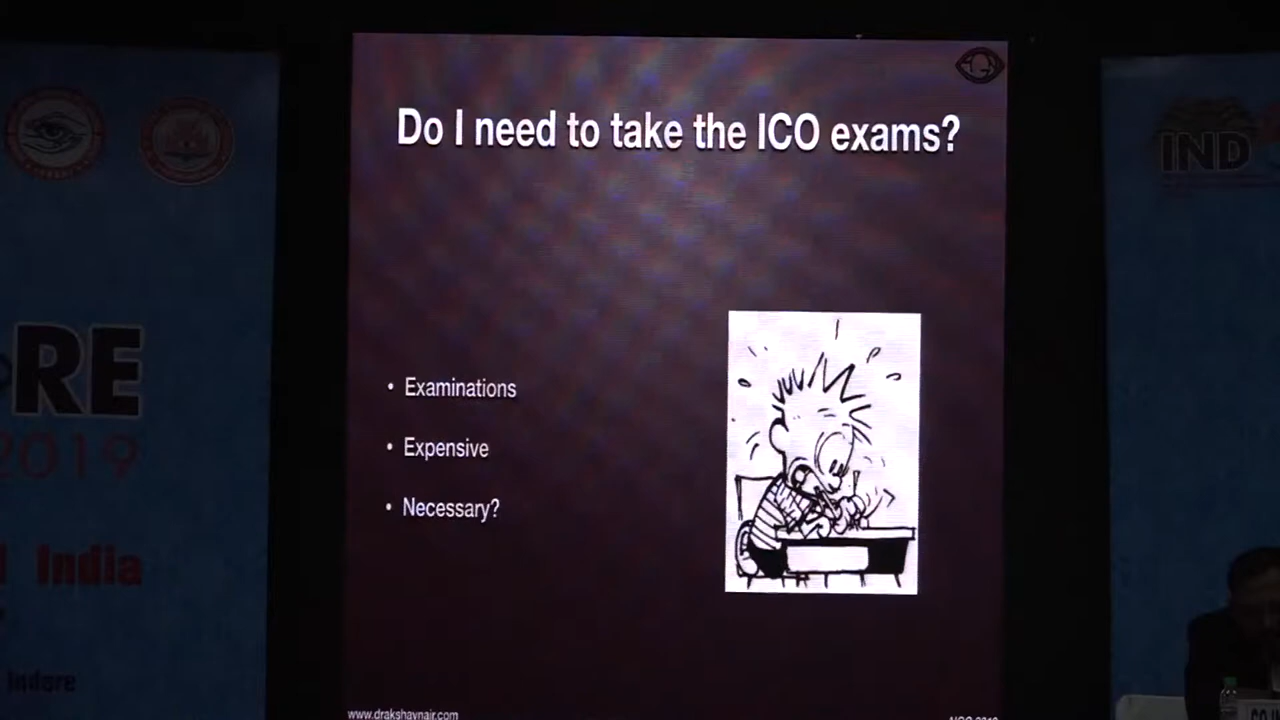 Do I need to take the ICO exams?
• Examinations
• Expensive
• Necessary?
www.drakshaynair.com
RE
2019
India
Indore
IND